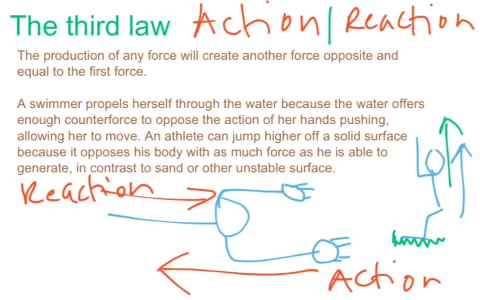 The third law Action | Reaction
The production of any force will create another force opposite and
equal to the first force.
A swimmer propels herself through the water because the water offers
enough counterforce to oppose the action of her hands pushing,
allowing her to move. An athlete can jump higher off a solid surface
because it opposes his body with as much force as he is able to
generate, in contrast to sand or other unstable surface.
Reaction
Action